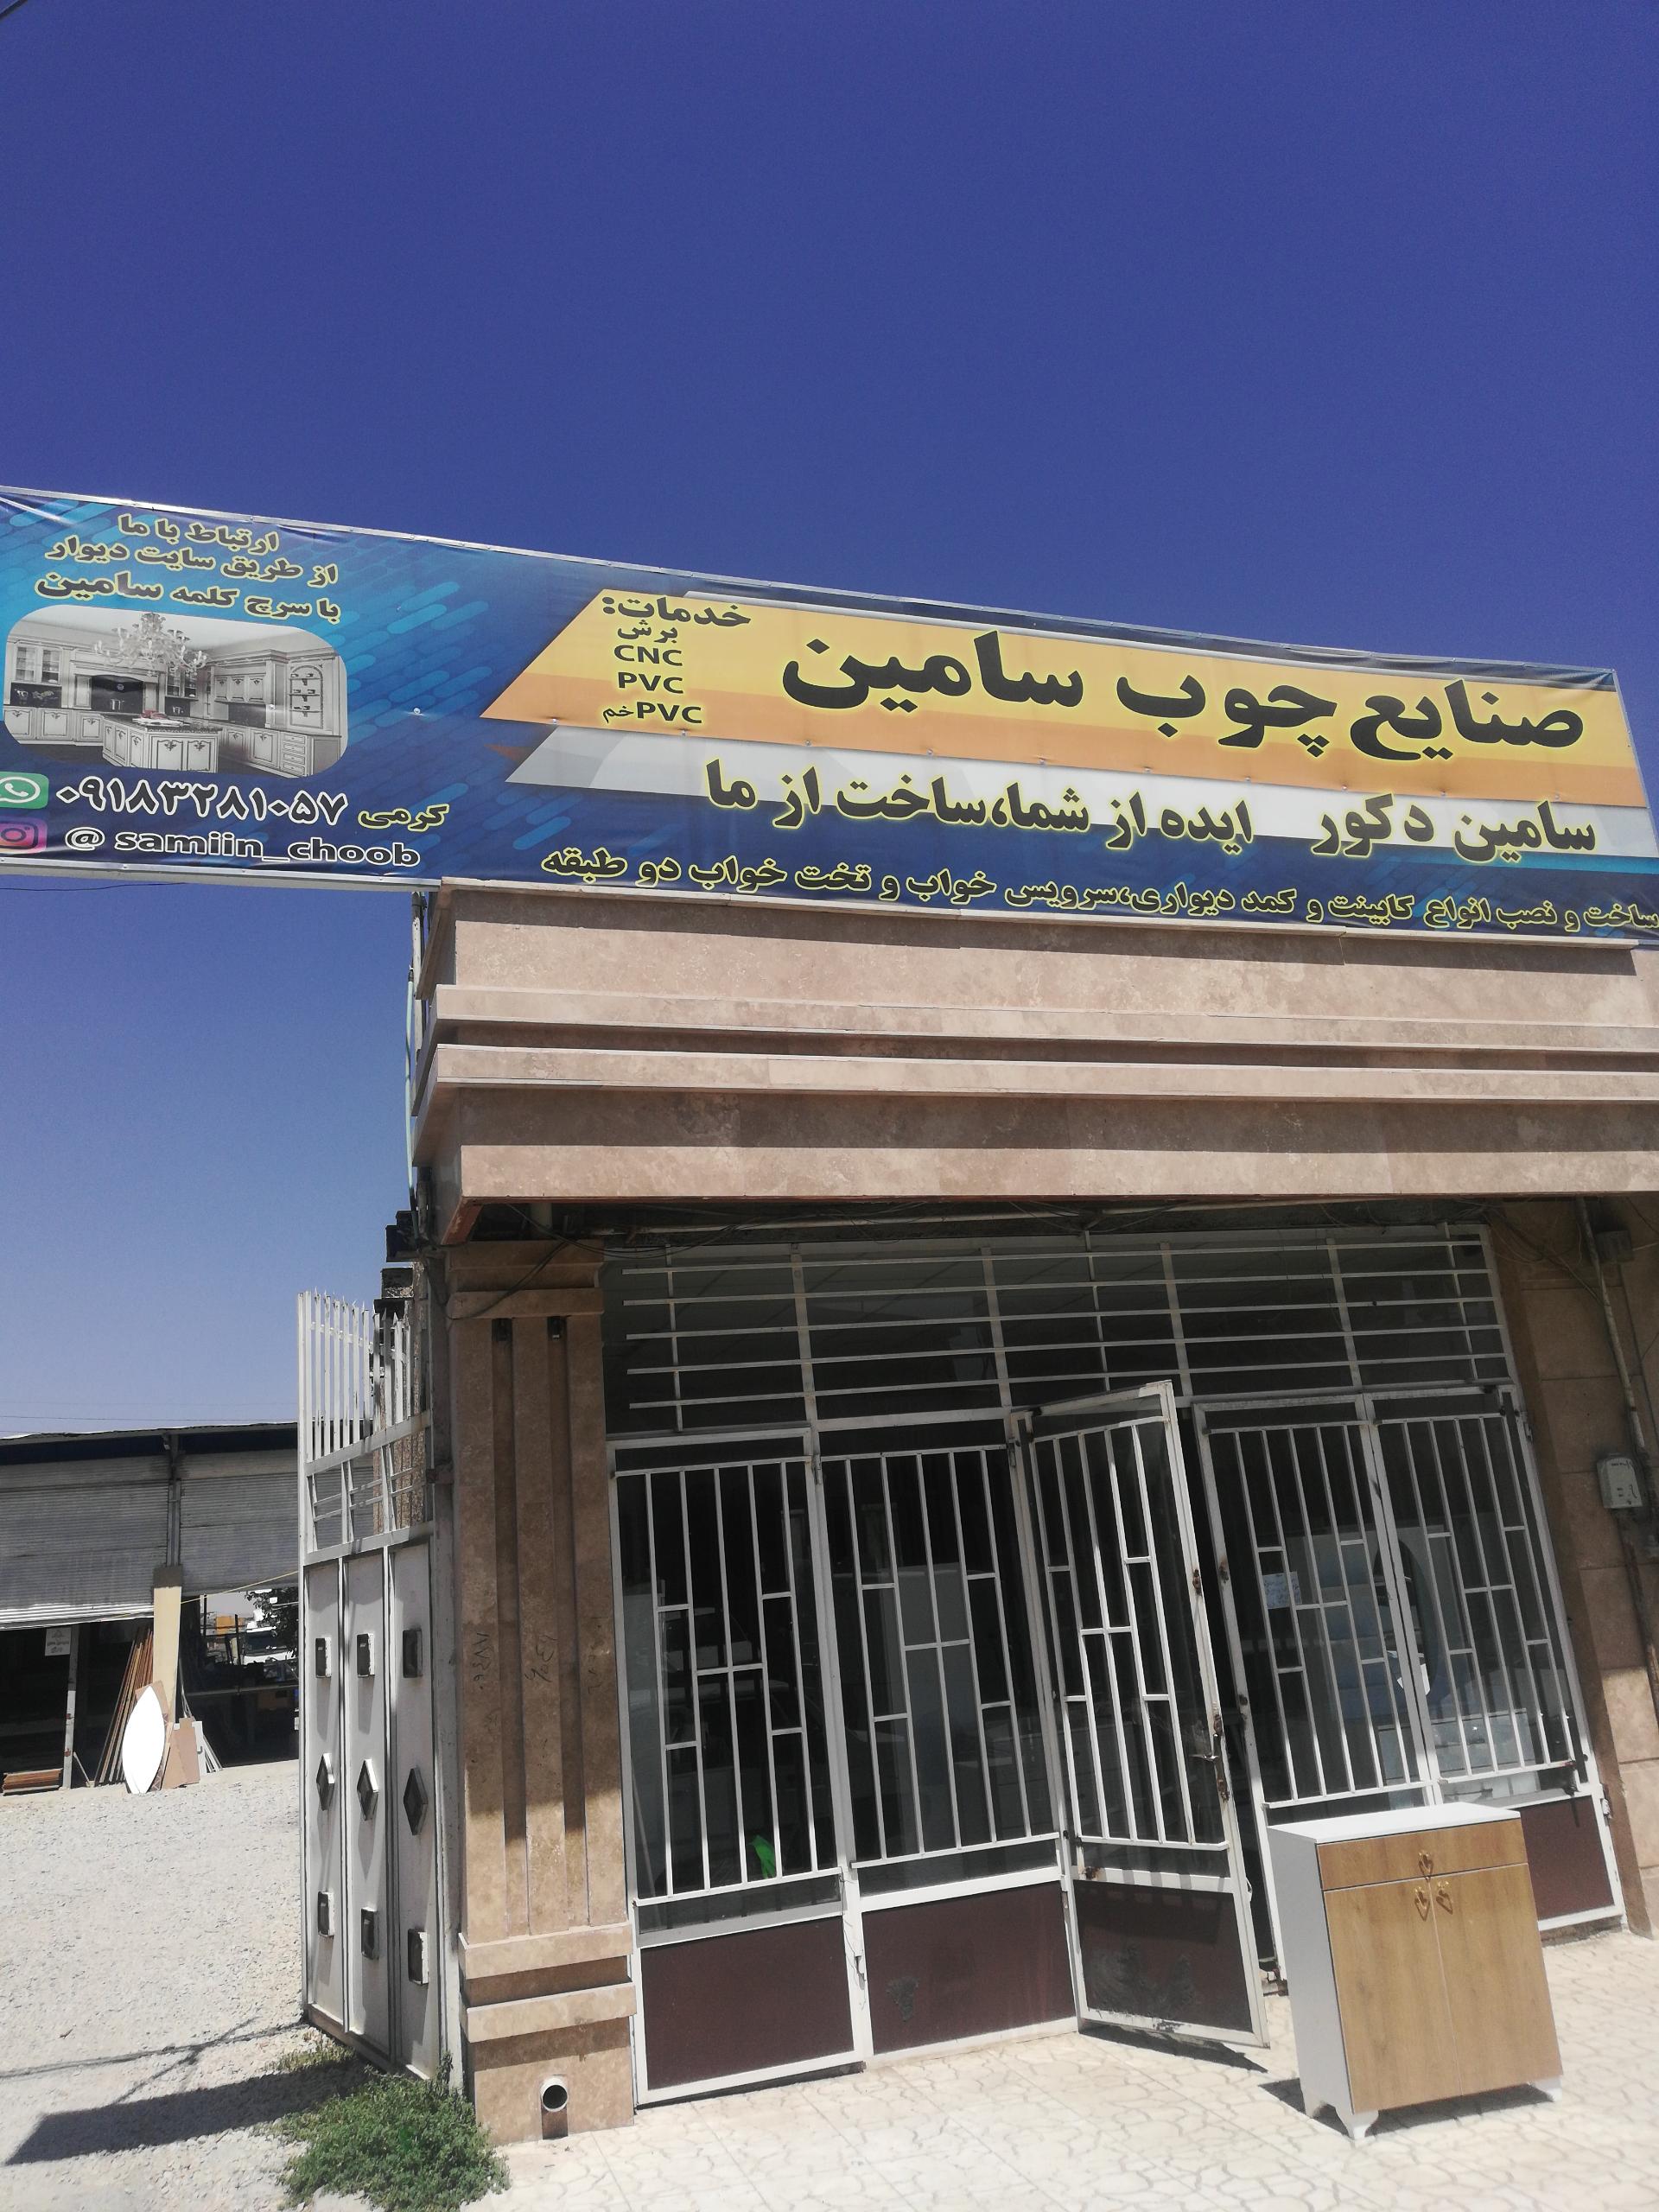 صنایع چوب سامین
خدمات:
برش
CNC
PVC
PVC خم
سامین دکور ایده از شما،ساخت از ما
ساخت و نصب انواع کابینت و کمد دیواری،سرویس خواب و تخت خواب دو طبقه
ارتباط با ما
از طریق سایت دیوار
با سرچ کلمه سامین
۰۹۱۸۳۲۸۱۰۵۷ کرمی
@ samiin_choob